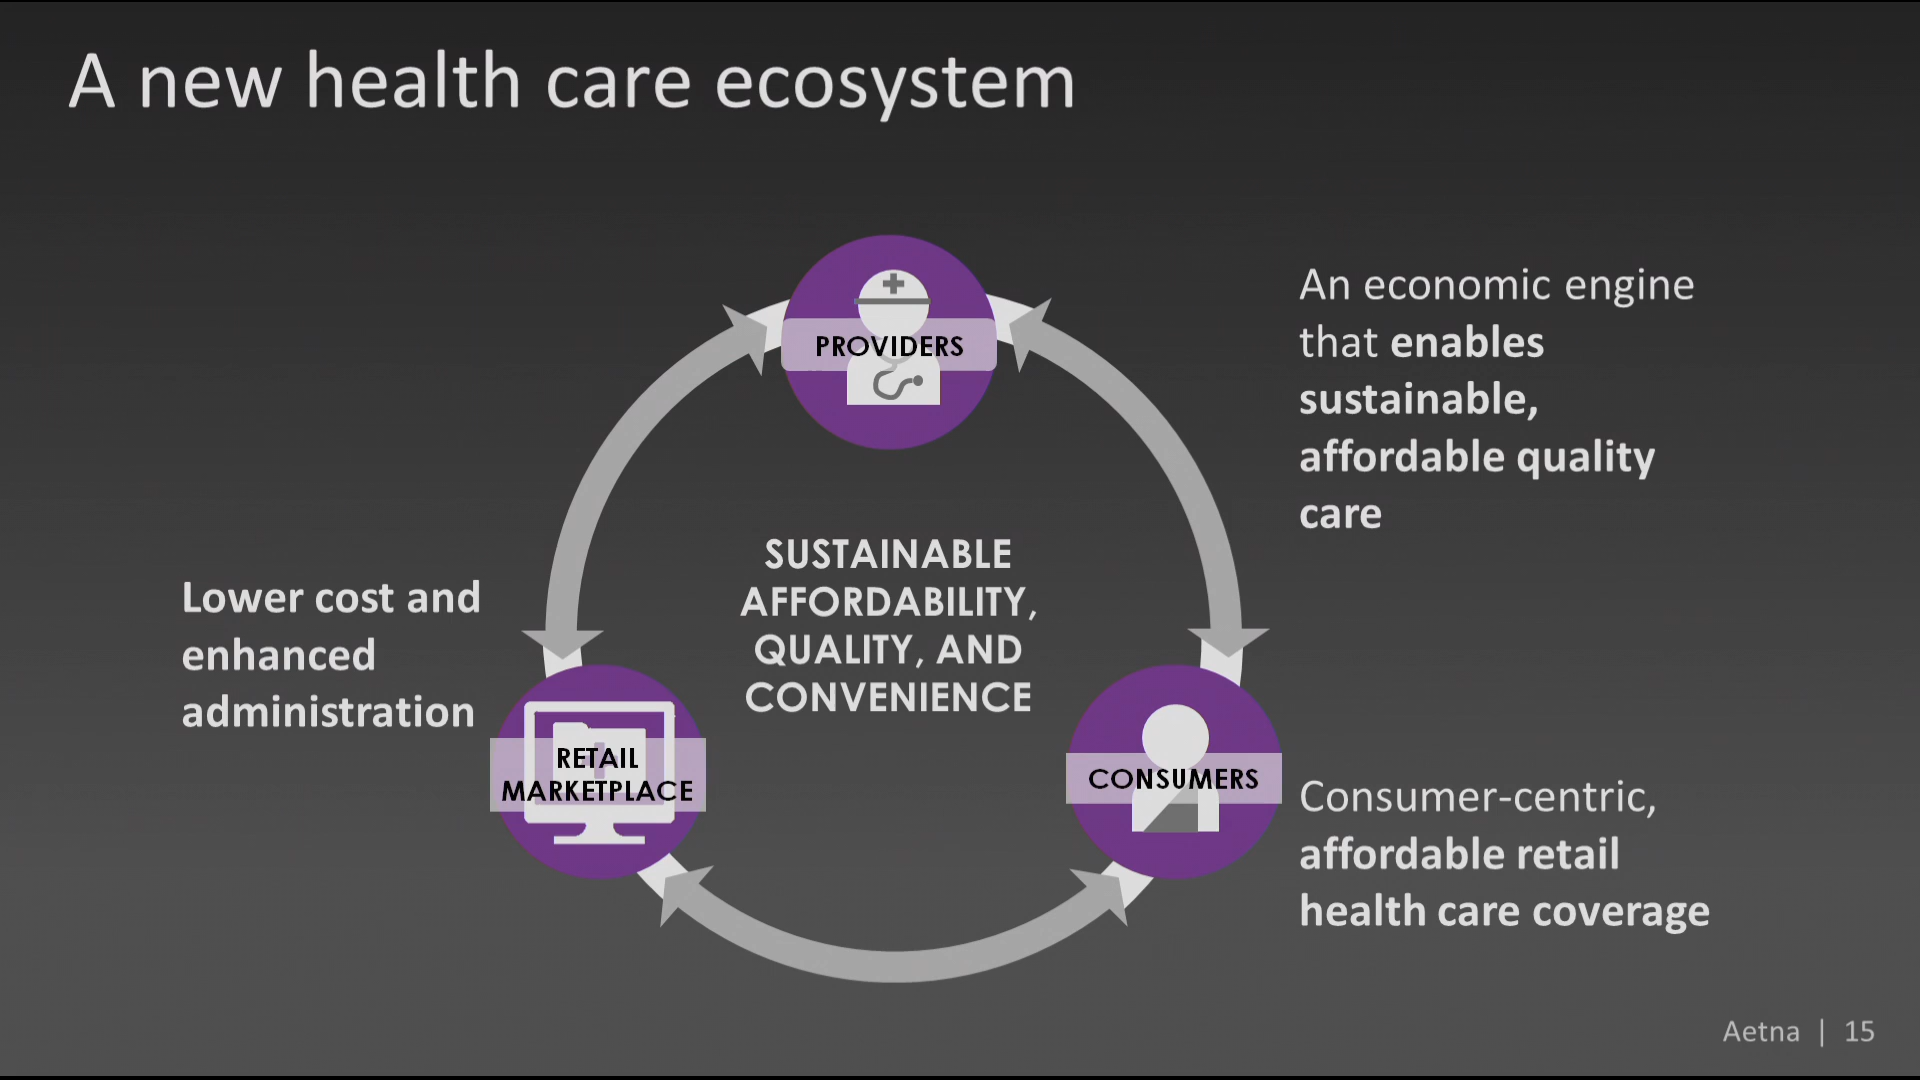 A new health care ecosystem
PROVIDERS
An economic engine
that enables
sustainable,
affordable quality
care
SUSTAINABLE
AFFORDABILITY,
QUALITY, AND
CONVENIENCE
Lower cost and
enhanced
administration
RETAIL
MARKETPLACE
CONSUMERS
Consumer-centric,
affordable retail
health care coverage
Aetna | 15